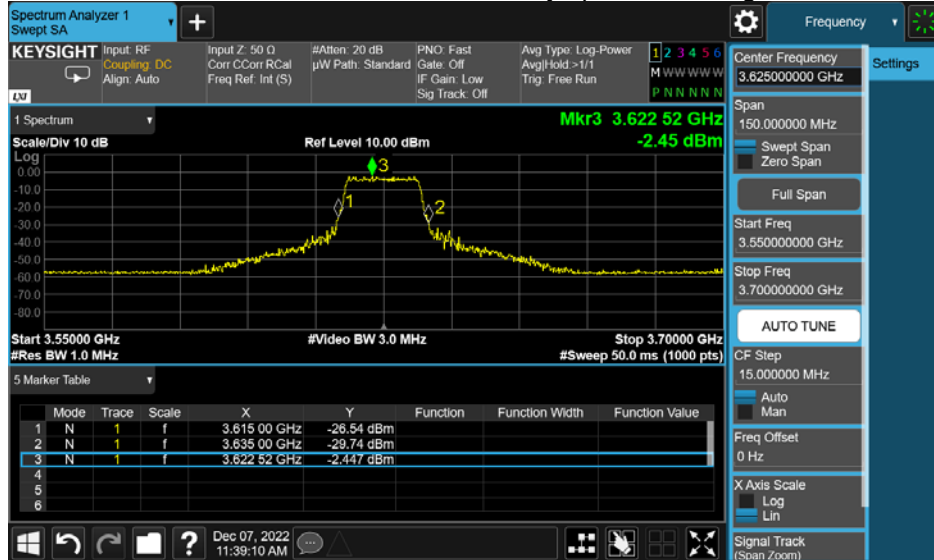 Spectrum Analyzer 1
Swept SA
+
Frequency
KEYSIGHT
LXI
Input: RF
Coupling: DC
Align: Auto
Input Z: 50 Ω
Corr CCorr RCal
Freq Ref: Int (S)
#Atten: 20 dB
µW Path: Standard
PNO: Fast
Gate: Off
IF Gain: Low
Sig Track: Off
Avg Type: Log-Power
Avg|Hold:>1/1
Trig: Free Run
1 2 3 4 5 6
M W W W W W
P N N N N N
1 Spectrum
Mkr3 3.622 52 GHz
Scale/Div 10 dB
Ref Level 10.00 dBm
-2.45 dBm
Log
0.00
-10.0
-20.0
-30.0
-40.0
-50.0
-60.0
-70.0
-80.0
3
1
2
Start 3.55000 GHz
#Video BW 3.0 MHz
Stop 3.70000 GHz
#Res BW 1.0 MHz
#Sweep 50.0 ms (1000 pts)
5 Marker Table
Mode Trace Scale X Y Function Function Width Function Value
1 N 1 f 3.615 00 GHz -26.54 dBm
2 N 1 f 3.635 00 GHz -29.74 dBm
3 N 1 f 3.622 52 GHz -2.447 dBm
4
5
6
?
Dec 07, 2022
11:39:10 AM
Center Frequency
3.625000000 GHz
Settings
Span
150.000000 MHz
Swept Span
Zero Span
Full Span
Start Freq
3.550000000 GHz
Stop Freq
3.700000000 GHz
AUTO TUNE
CF Step
15.000000 MHz
Auto
Man
Freq Offset
0 Hz
X Axis Scale
Log
Lin
Signal Track
(Span Zoom)